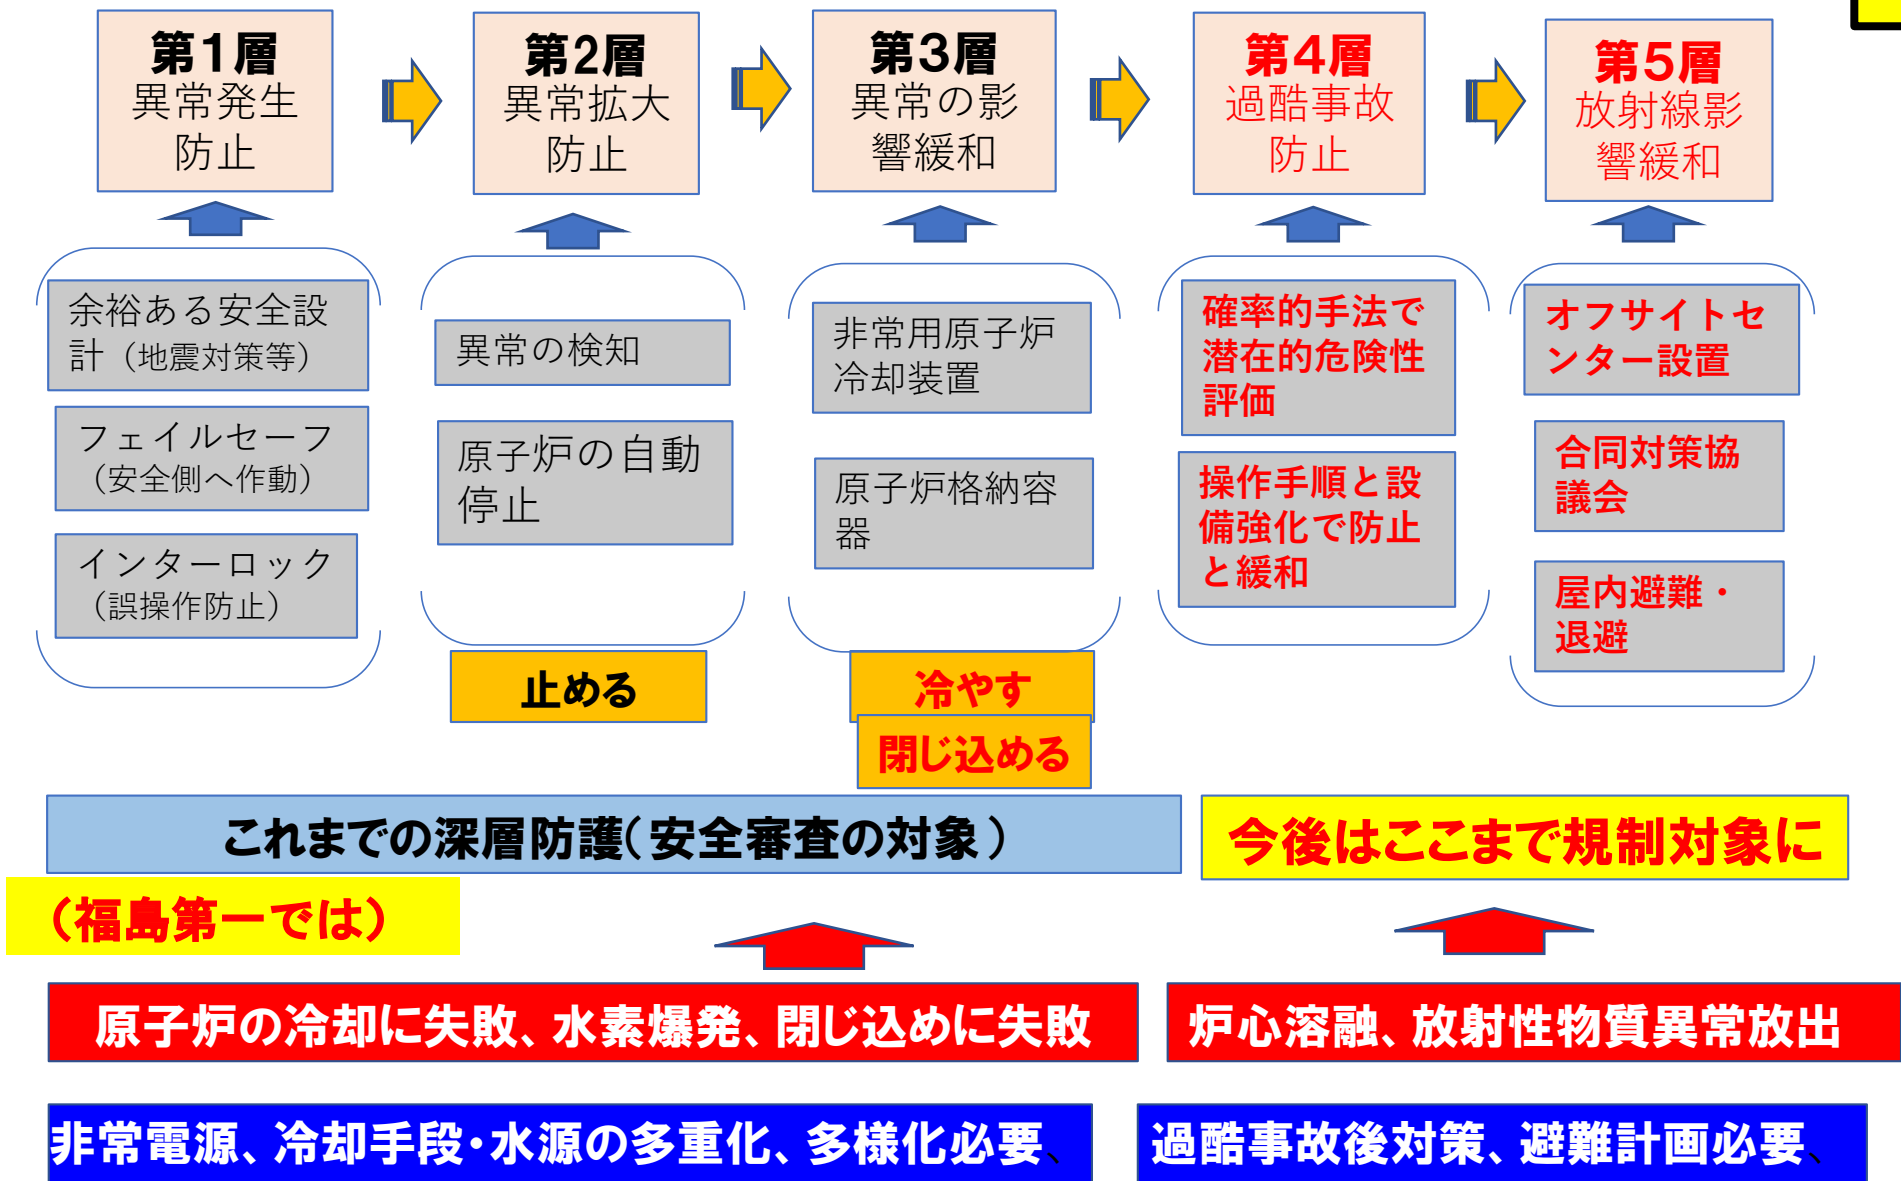 第1層
異常発生
防止
第2層
異常拡大
防止
第3層
異常の影
響緩和
第4層
過酷事故
防止
第5層
放射線影
響緩和
余裕ある安全設
計（地震対策等）
フェイルセーフ
（安全側へ作動）
インターロック
（誤操作防止）
異常の検知
原子炉の自動
停止
非常用原子炉
冷却装置
原子炉格納容
器
確率的手法で
潜在的危険性
評価
操作手順と設
備強化で防止
と緩和
オフサイトセ
ンター設置
合同対策協
議会
屋内避難・
退避
止める
冷やす
閉じ込める
これまでの深層防護（安全審査の対象）
今後はここまで規制対象に
（福島第一では）
原子炉の冷却に失敗、水素爆発、閉じ込めに失敗
炉心溶融、放射性物質異常放出
非常電源、冷却手段・水源の多重化、多様化必要、
過酷事故後対策、避難計画必要、